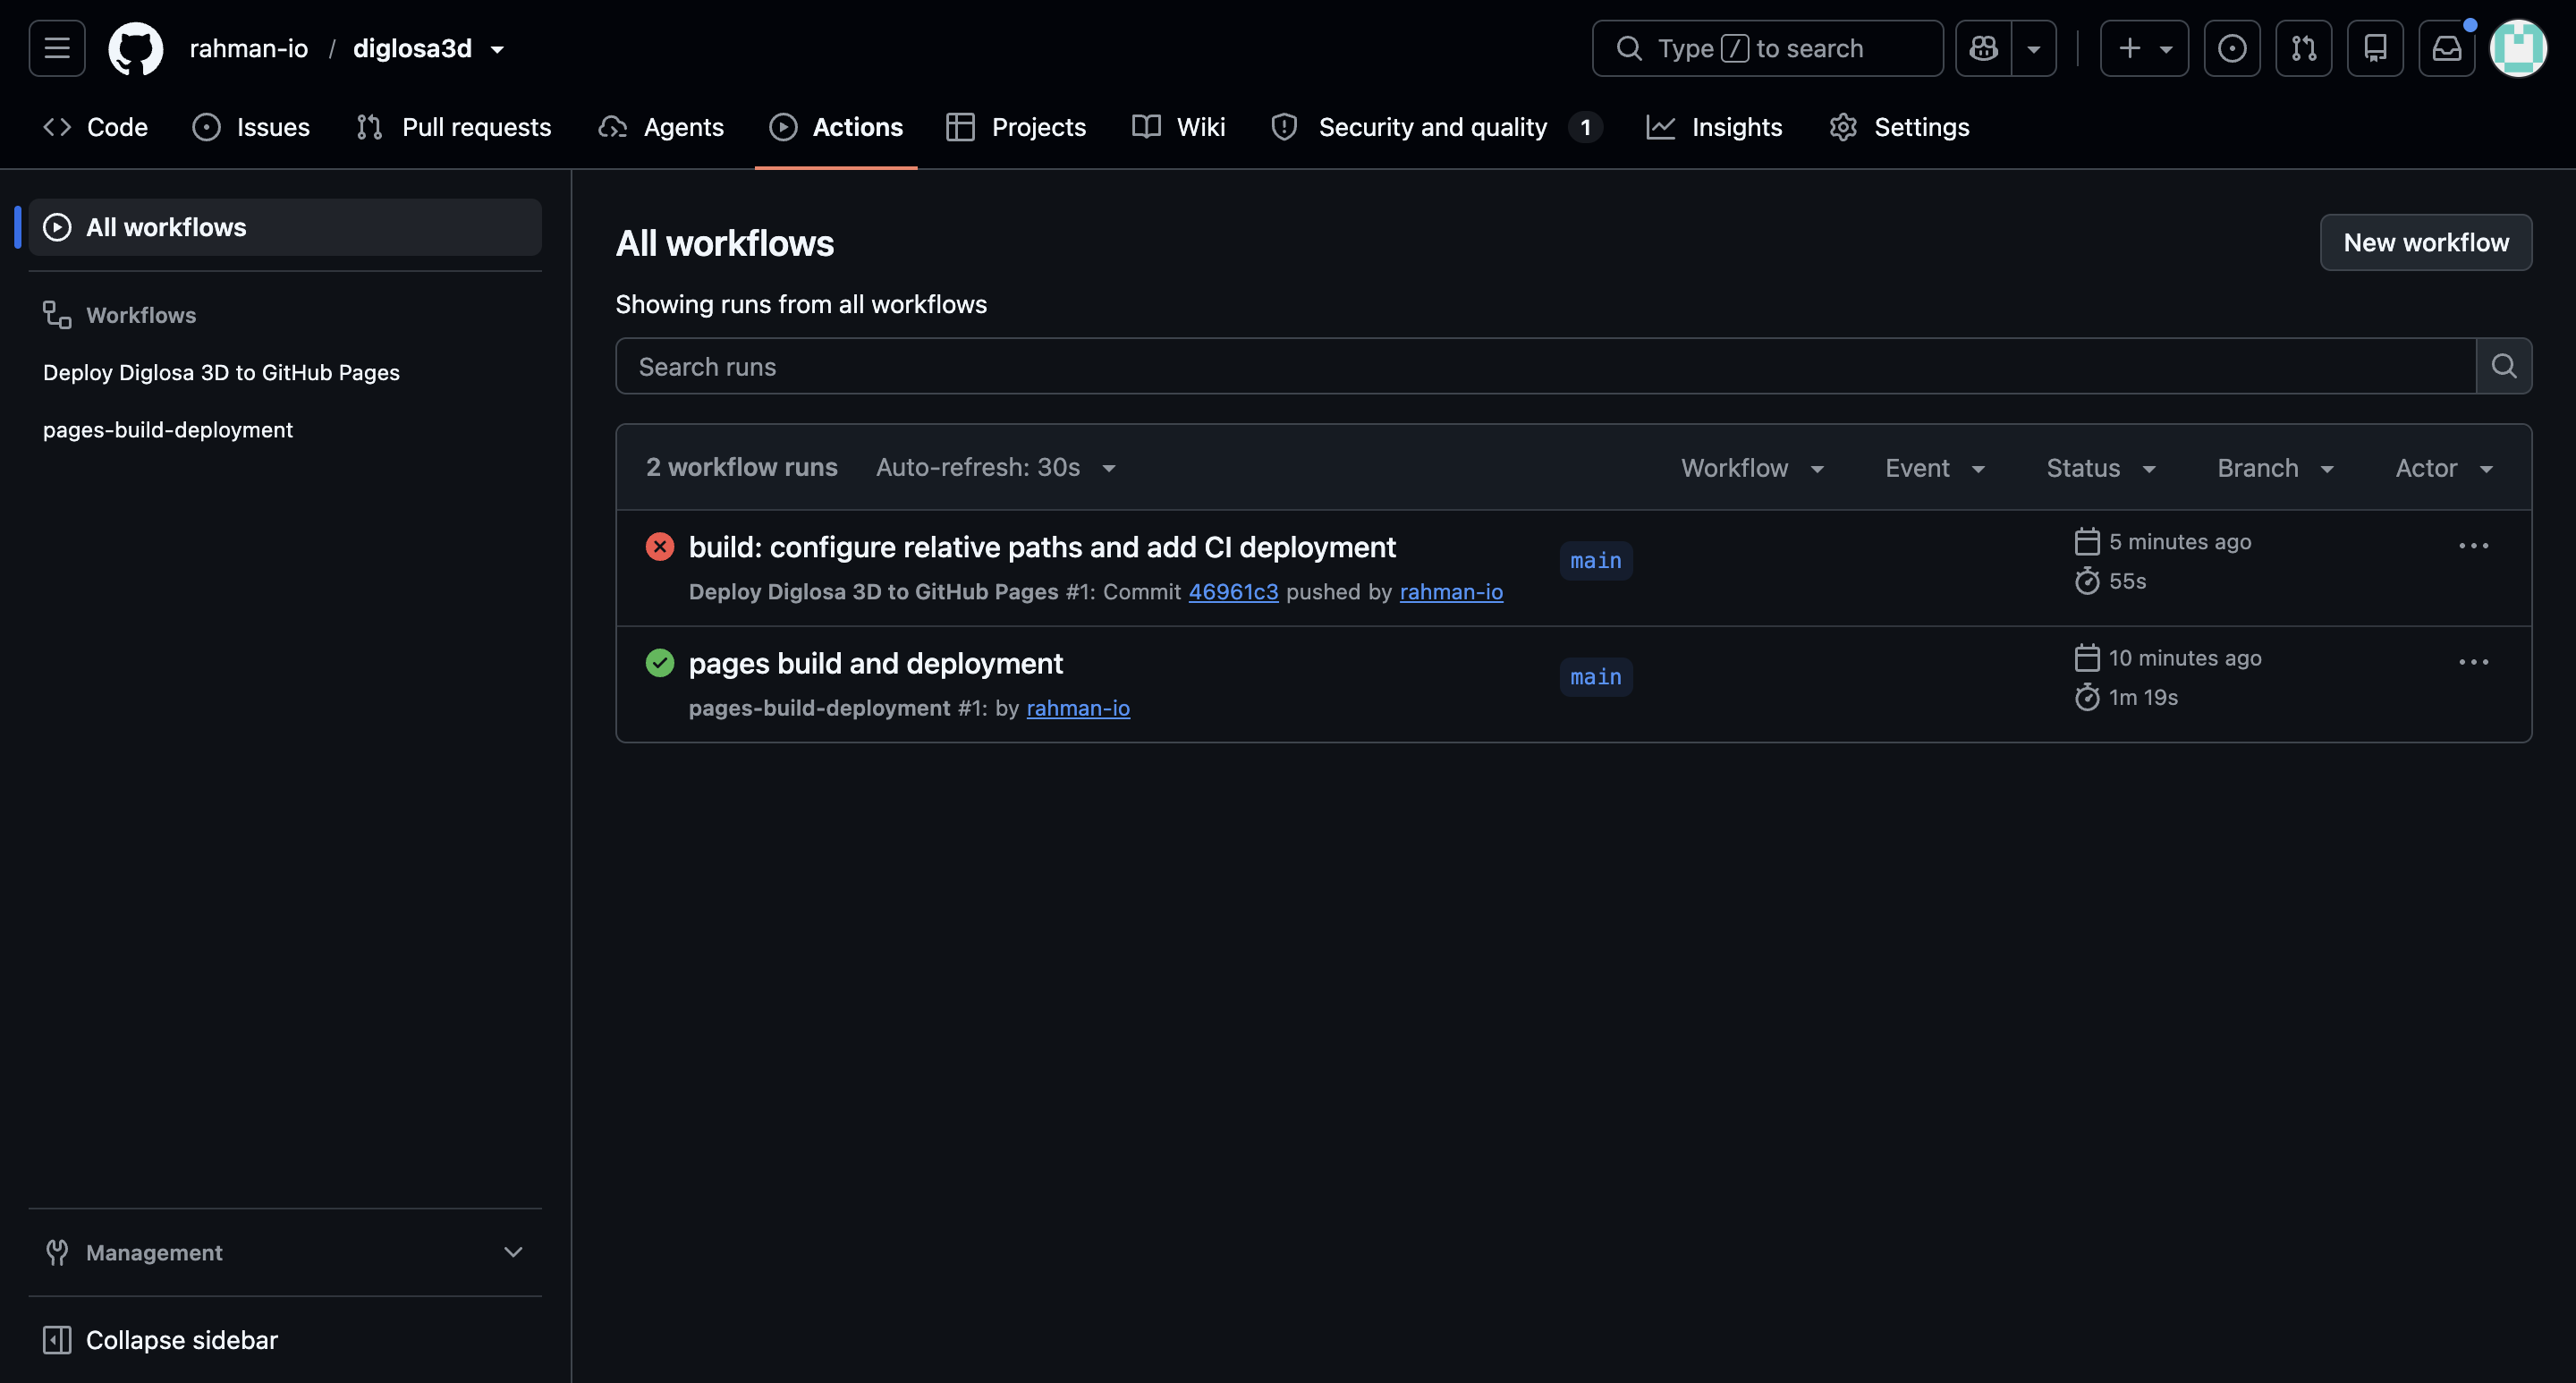 rahman-io / diglosa3d
Type / to search
Code Issues Pull requests Agents Actions Projects Wiki Security and quality 1 Insights Settings
All workflows
Workflows
Deploy Diglosa 3D to GitHub Pages
pages-build-deployment
Management
Collapse sidebar
All workflows
New workflow
Showing runs from all workflows
Search runs
2 workflow runs Auto-refresh: 30s Workflow Event Status Branch Actor
build: configure relative paths and add CI deployment
Deploy Diglosa 3D to GitHub Pages #1: Commit 46961c3 pushed by rahman-io
main
5 minutes ago
55s
pages build and deployment
pages-build-deployment #1: by rahman-io
main
10 minutes ago
1m 19s